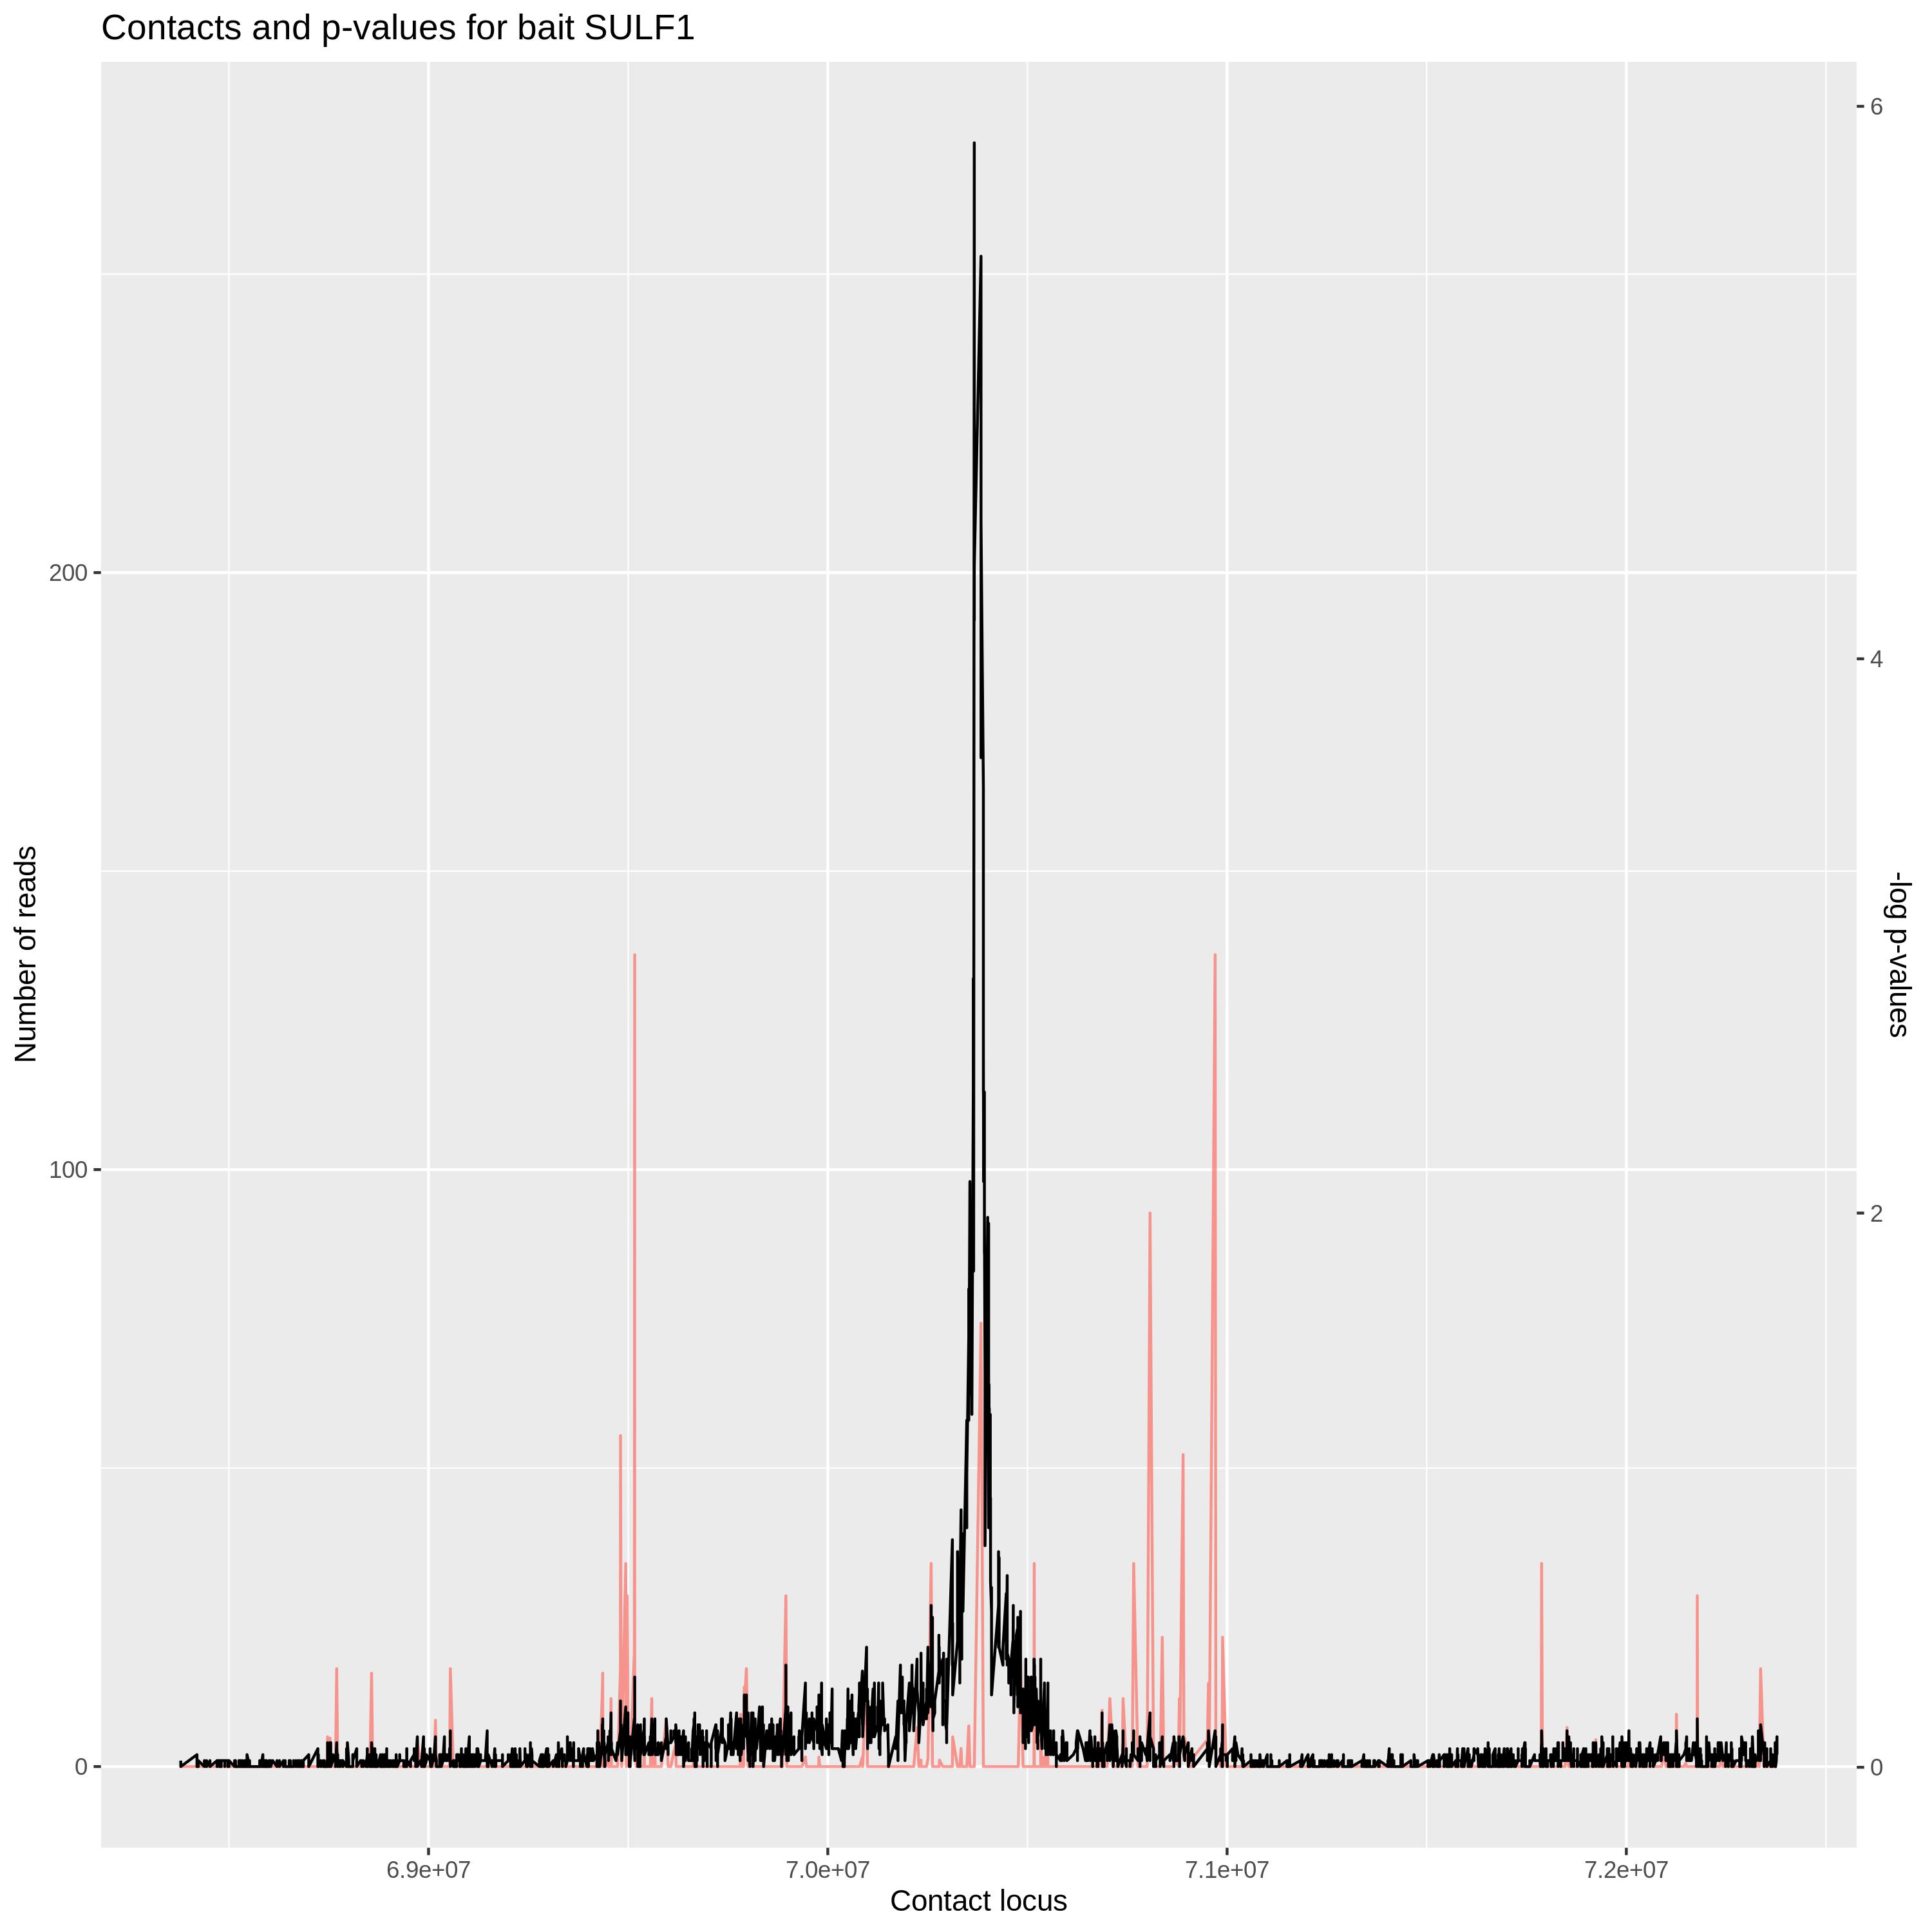 Contacts and p-values for bait SULF1
6
200
4
Number of reads
-log p-values
100
2
0
0
6.9e+07
7.0e+07
7.1e+07
7.2e+07
Contact locus